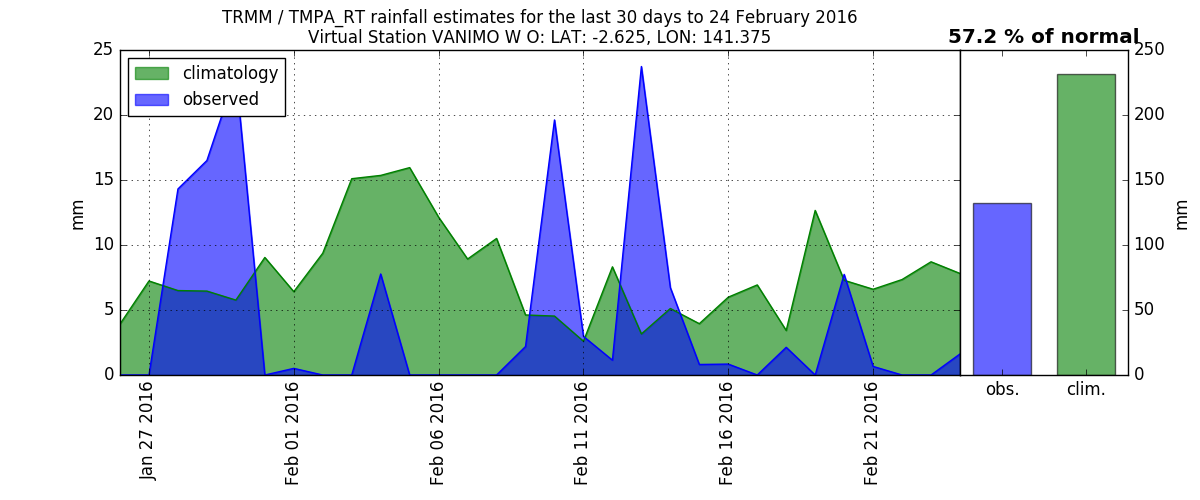 TRMM / TMPA_RT rainfall estimates for the last 30 days to 24 February 2016
Virtual Station VANIMO W O: LAT: -2.625, LON: 141.375
57.2 % of normal
climatology
observed
25
20
15
10
5
0
mm
250
200
150
100
50
0
mm
Jan 27 2016
Feb 01 2016
Feb 06 2016
Feb 11 2016
Feb 16 2016
Feb 21 2016
obs.
clim.